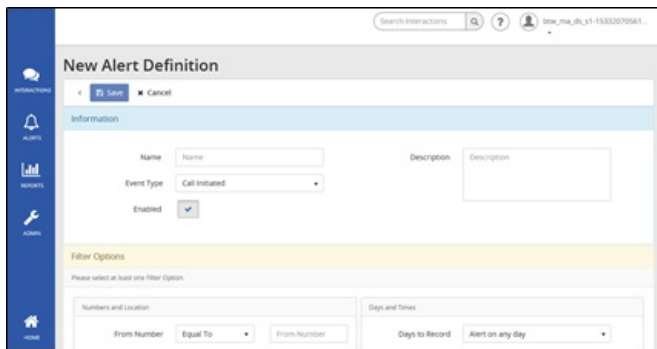 Search Interactions
?
New Alert Definition
INTERACTIONS
Save
Cancel
Information
ALERTS
Name
Name
Description
Description
REPORTS
Event Type
Call Initiated
Enabled
ADMIN
Filter Options
Please select at least one Filter Option.
Numbers and Location
Days and Times
From Number
Equal To
From Number
Days to Record
Alert on any day
HOME